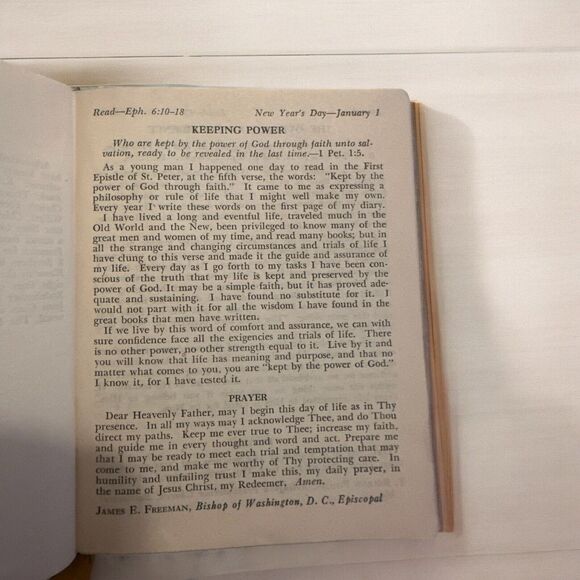 Read—Eph. 6:10–18 New Year's Day—January 1
KEEPING POWER
Who are kept by the power of God through faith unto sal-
vation, ready to be revealed in the last time.—I Pet. 1:5.
As a young man I happened one day to read in the First
Epistle of St. Peter, at the fifth verse, the words: "Kept by the
power of God through faith." It came to me as expressing a
philosophy or rule of life that I might well make my own.
Every year I write these words on the first page of my diary.
I have lived a long and eventful life, traveled much in the
Old World and the New, been privileged to know many of the
great men and women of my time, and read many books; but in
all the strange and changing circumstances and trials of life I
have clung to this verse and made it the guide and assurance of
my life. Every day as I go forth to my tasks I have been con-
scious of the truth that my life is kept and preserved by the
power of God. It may be a simple faith, but it has proved ade-
quate and sustaining. I have found no substitute for it. I
would not part with it for all the wisdom I have found in the
great books that men have written.
If we live by this word of comfort and assurance, we can with
sure confidence face all the exigencies and trials of life. There
is no other power, no other strength equal to it. Live by it and
you will know that life has meaning and purpose, and that no
matter what comes to you, you are "kept by the power of God."
I know it, for I have tested it.
PRAYER
Dear Heavenly Father, may I begin this day of life as in Thy
presence. In all my ways may I acknowledge Thee, and do Thou
direct my paths. Keep me ever true to Thee; increase my faith,
and guide me in every thought and word and act. Prepare me
that I may be ready to meet each trial and temptation that may
come to me, and make me worthy of Thy protecting care. In
humility and unfailing trust I make this, my daily prayer, in
the name of Jesus Christ, my Redeemer, Amen.
JAMES E. FREEMAN, Bishop of Washington, D. C., Episcopal